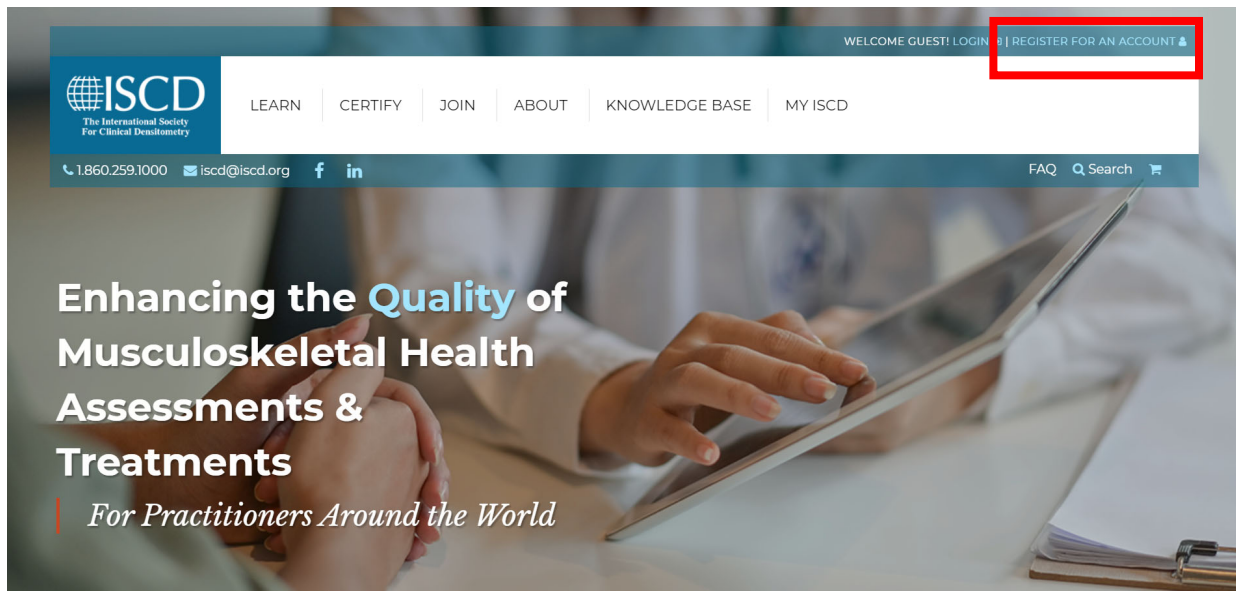 WELCOME GUEST! LOGIN | REGISTER FOR AN ACCOUNT
ISCD
The International Society
For Clinical Densitometry
LEARN CERTIFY JOIN ABOUT KNOWLEDGE BASE MY ISCD
1.860.259.1000 iscd@iscd.org f in
FAQ Search
Enhancing the Quality of
Musculoskeletal Health
Assessments &
Treatments
For Practitioners Around the World